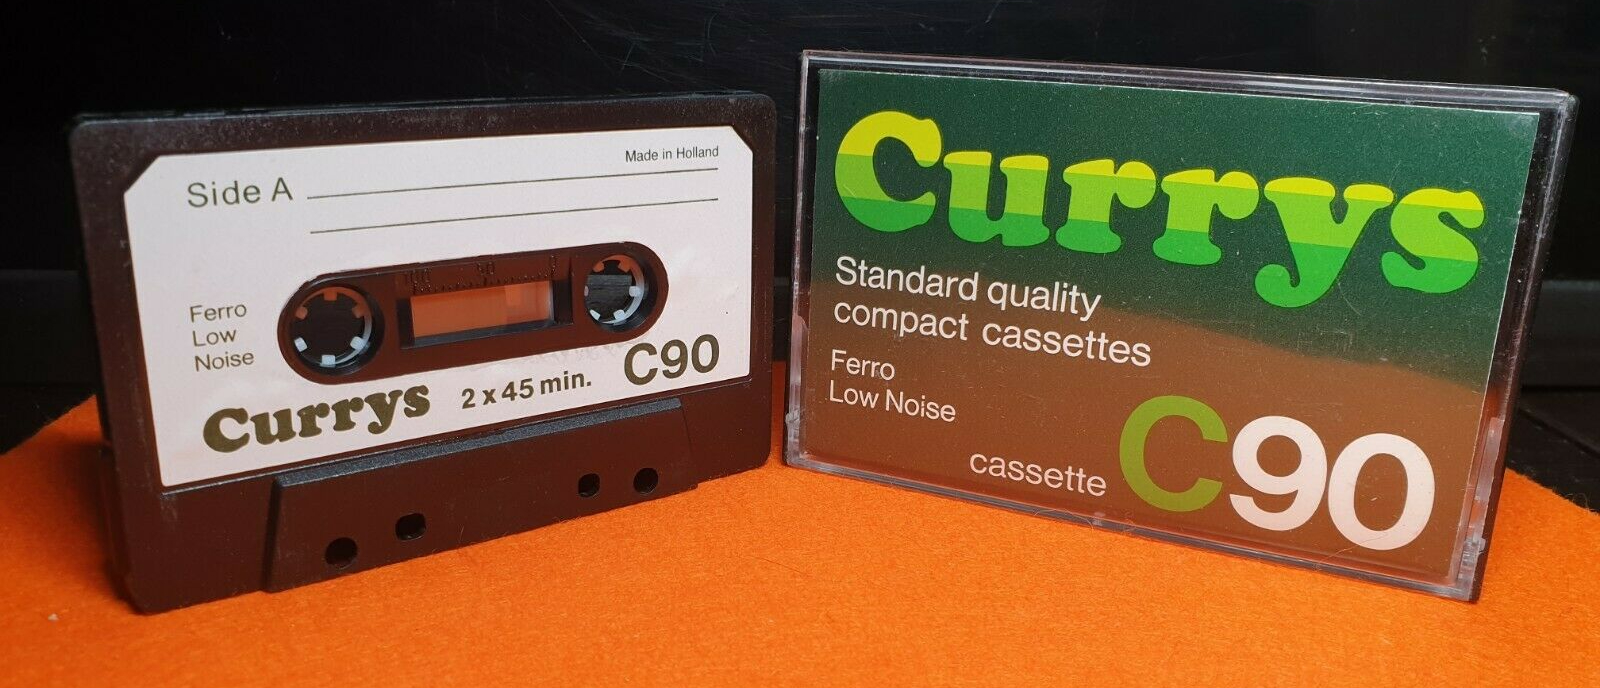 Made in Holland
Side A
Ferro
Low
Noise
Currys 2 x 45 min. C90
Currys
Standard quality
compact cassettes
Ferro
Low Noise
cassette C90